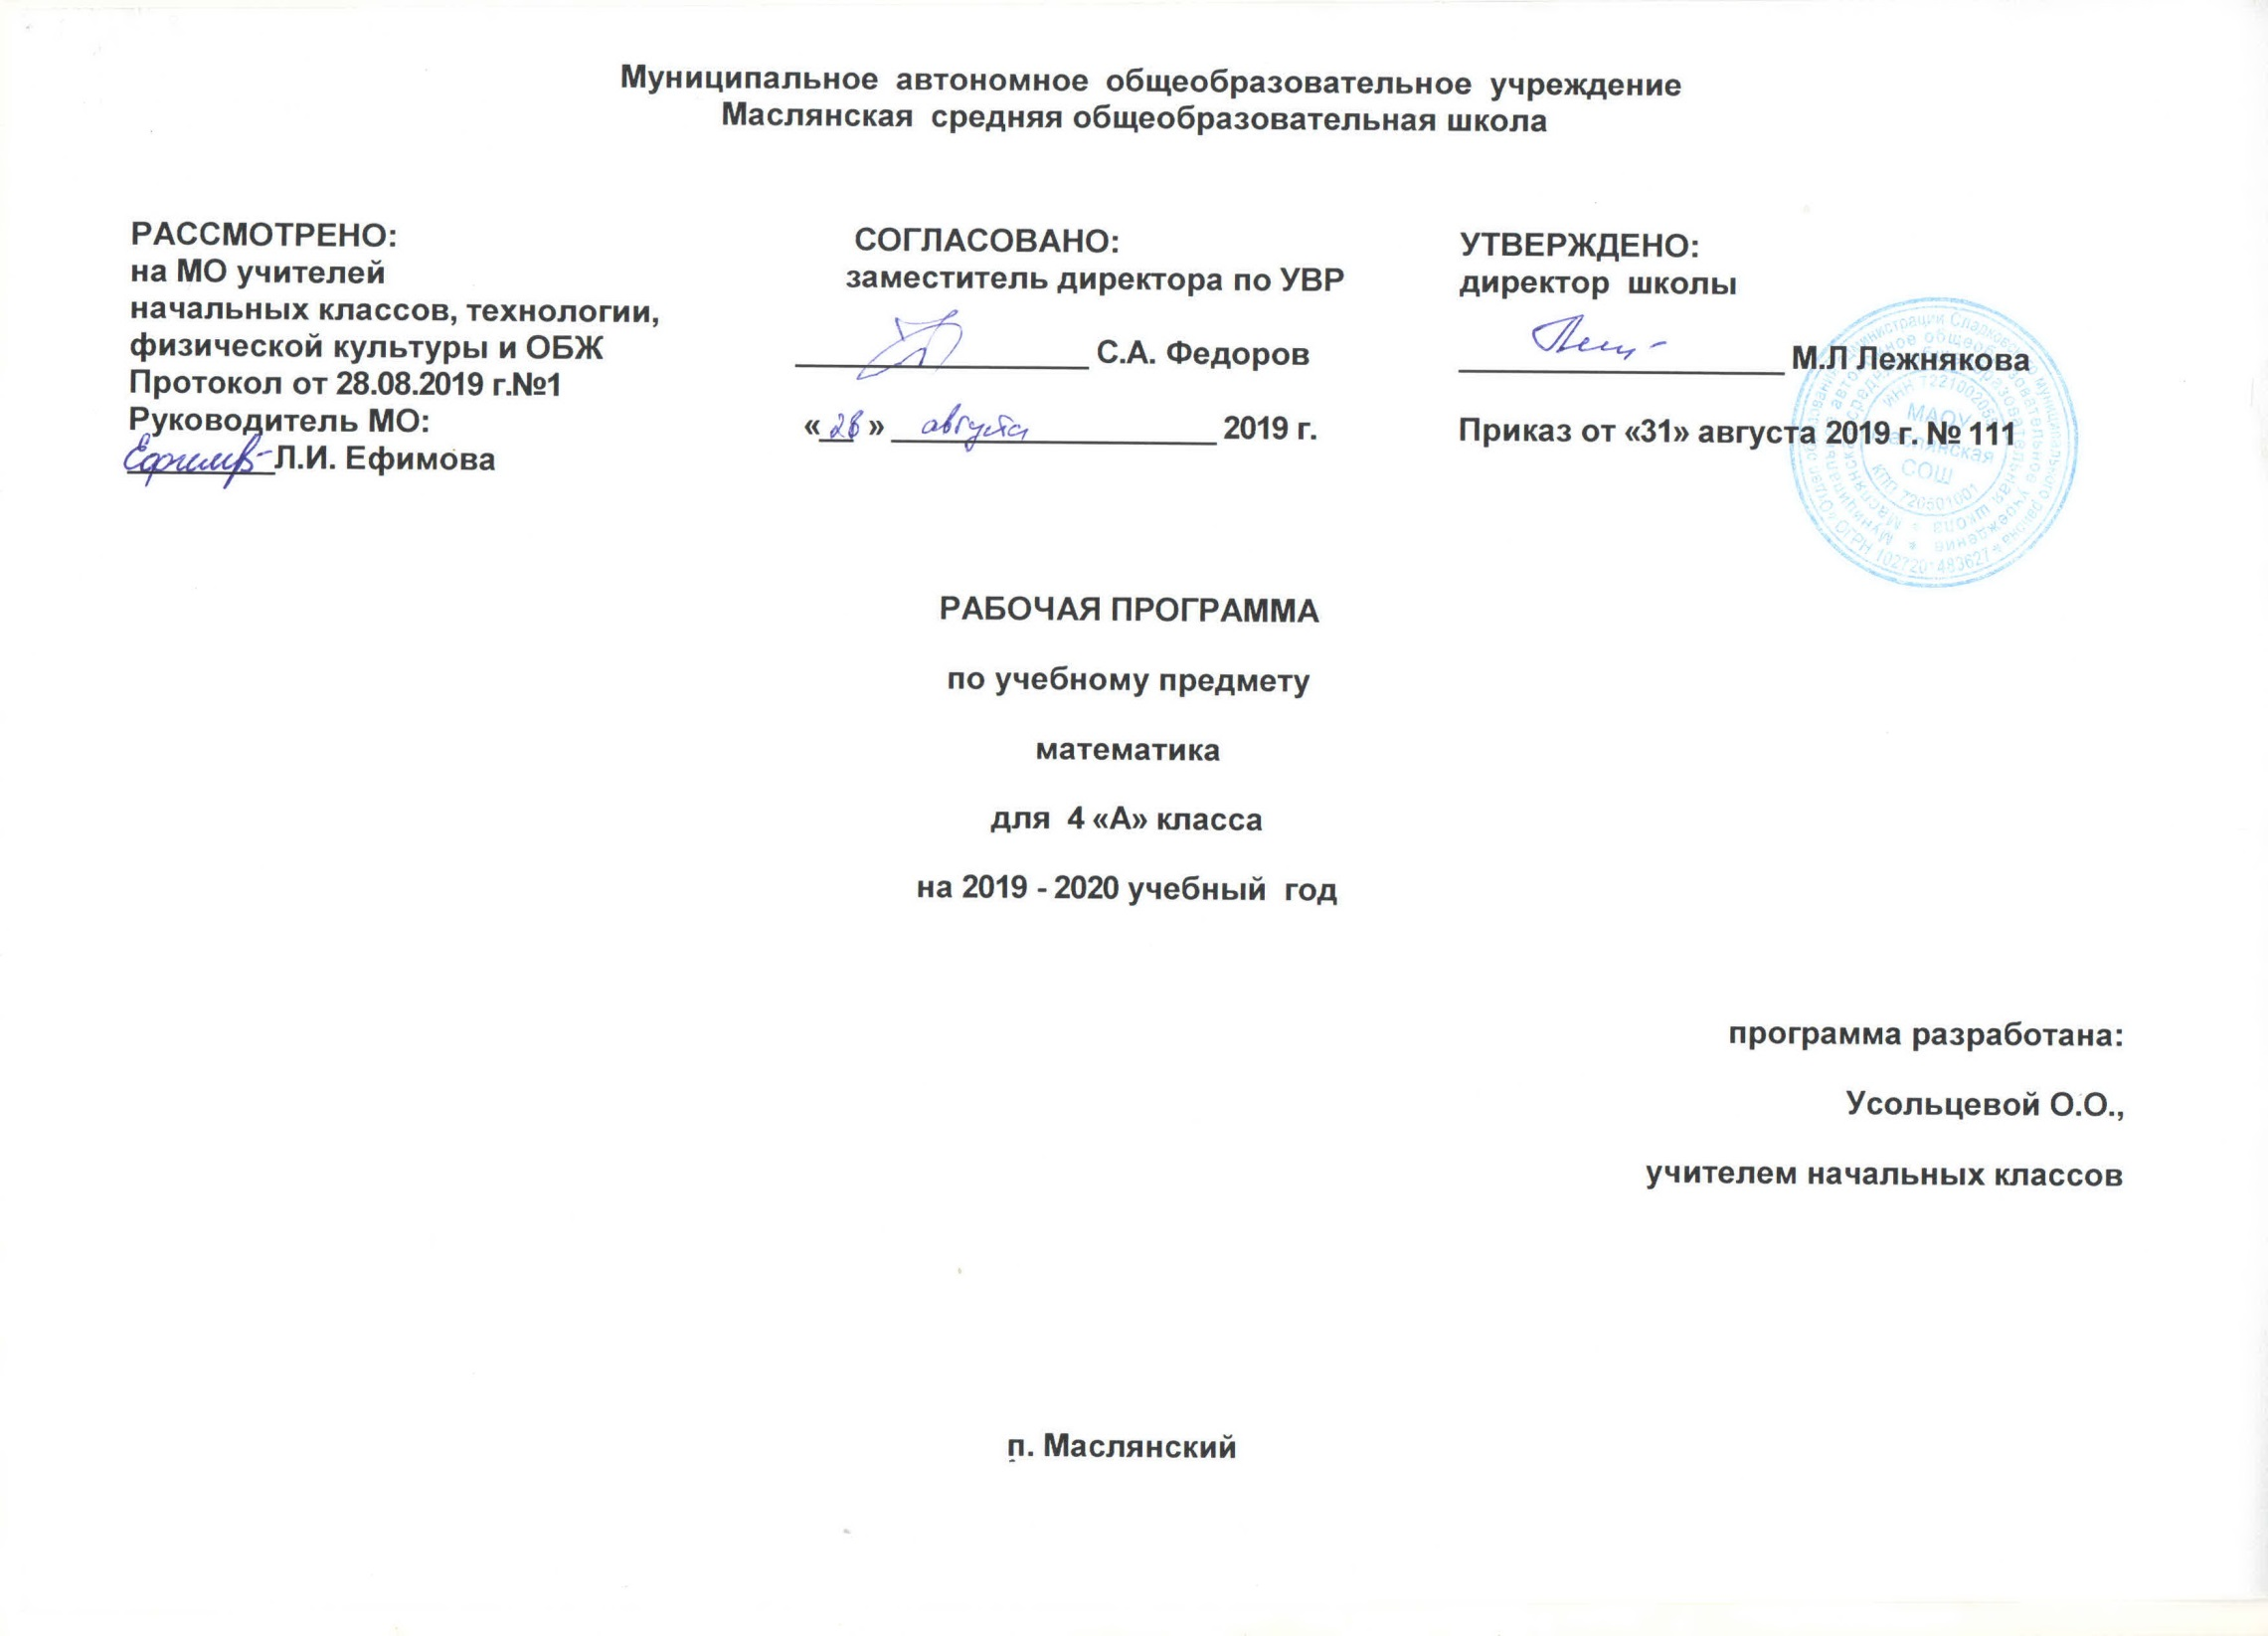 Муниципальное автономное общеобразовательное учреждение
Маслянская средняя общеобразовательная школа
РАССМОТРЕНО:
на МО учителей
начальных классов, технологии,
физической культуры и ОБЖ
Протокол от 28.08.2019 г.№1
Руководитель МО:
Л.И. Ефимова
СОГЛАСОВАНО:
заместитель директора по УВР
С.А. Федоров
«28» августа 2019 г.
УТВЕРЖДЕНО:
директор школы
М.Л Лежнякова
Приказ от «31» августа 2019 г. № 111
МАОУ
Маслянская
СОШ
РАБОЧАЯ ПРОГРАММА
по учебному предмету
математика
для 4 «А» класса
на 2019 - 2020 учебный год
программа разработана:
Усольцевой О.О.,
учителем начальных классов
п. Маслянский